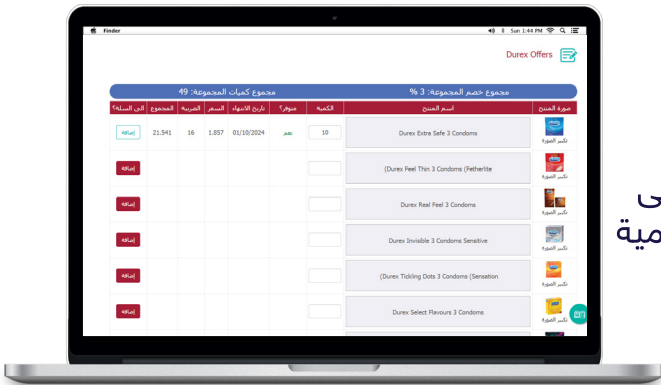 Finder
Sun 1:44 PM
Durex Offers
مجموع خصم المجموعة: 3 %
مجموع كميات المجموعة: 49
صورة المنتج اسم المنتج الكمية متوفر؟ تاريخ الانتهاء السعر الضريبة المجموع الى السلة؟
Durex Extra Safe 3 Condoms 10 نعم 01/10/2024 1.857 16 21.541 إضافة
تكبير الصورة
(Durex Feel Thin 3 Condoms (Fetherlite إضافة
تكبير الصورة
Durex Real Feel 3 Condoms إضافة
تكبير الصورة
Durex Invisible 3 Condoms Sensitive إضافة
تكبير الصورة
(Durex Tickling Dots 3 Condoms (Sensation إضافة
تكبير الصورة
Durex Select Flavours 3 Condoms إضافة
تكبير الصورة